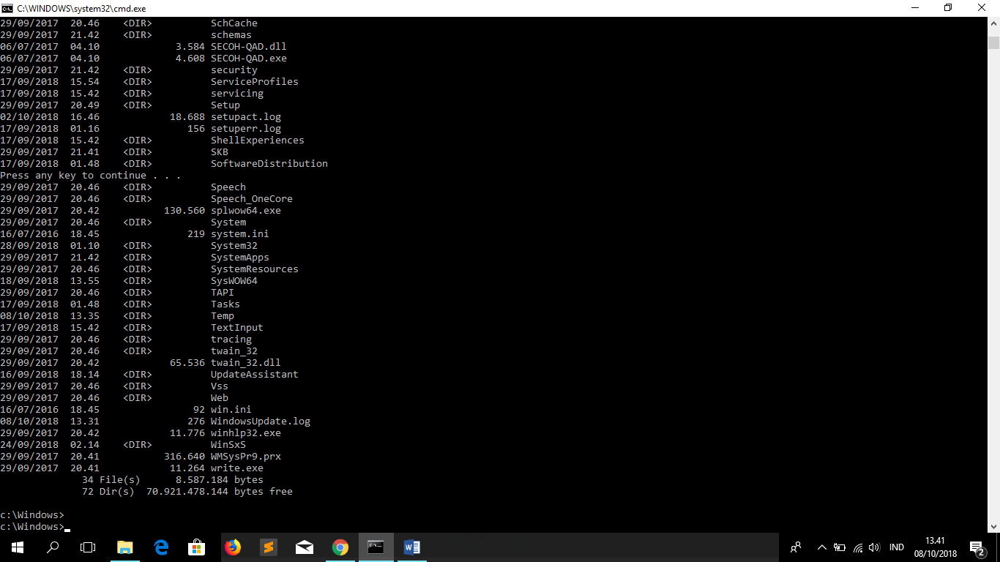 C:\WINDOWS\system32\cmd.exe
29/09/2017  20.46    <DIR>          SchCache
29/09/2017  21.42    <DIR>          schemas
06/07/2017  04.10             3.584 SECOH-QAD.dll
06/07/2017  04.10             4.608 SECOH-QAD.exe
29/09/2017  21.42    <DIR>          security
17/09/2018  15.54    <DIR>          ServiceProfiles
17/09/2018  15.42    <DIR>          servicing
29/09/2017  20.49    <DIR>          Setup
02/10/2018  16.46            18.688 setupact.log
17/09/2018  01.16               156 setuperr.log
17/09/2018  15.42    <DIR>          ShellExperiences
29/09/2017  21.41    <DIR>          SKB
17/09/2018  01.48    <DIR>          SoftwareDistribution
Press any key to continue . . .
29/09/2017  20.46    <DIR>          Speech
29/09/2017  20.46    <DIR>          Speech_OneCore
29/09/2017  20.42           130.560 splwow64.exe
29/09/2017  20.46    <DIR>          System
16/07/2016  18.45               219 system.ini
28/09/2018  01.10    <DIR>          System32
29/09/2017  21.42    <DIR>          SystemApps
29/09/2017  20.46    <DIR>          SystemResources
18/09/2018  13.55    <DIR>          SysWOW64
29/09/2017  20.46    <DIR>          TAPI
17/09/2018  01.48    <DIR>          Tasks
08/10/2018  13.35    <DIR>          Temp
17/09/2018  15.42    <DIR>          TextInput
29/09/2017  20.46    <DIR>          tracing
29/09/2017  20.46    <DIR>          twain_32
29/09/2017  20.42            65.536 twain_32.dll
16/09/2018  18.14    <DIR>          UpdateAssistant
29/09/2017  20.46    <DIR>          Vss
29/09/2017  20.46    <DIR>          Web
16/07/2016  18.45                92 win.ini
08/10/2018  13.31               276 WindowsUpdate.log
29/09/2017  20.42            11.776 winhlp32.exe
24/09/2018  02.14    <DIR>          WinSxS
29/09/2017  20.41           316.640 WMSysPr9.prx
29/09/2017  20.41            11.264 write.exe
34 File(s)      8.587.184 bytes
72 Dir(s)  70.921.478.144 bytes free
c:\Windows>
c:\Windows>
IND
13.41
08/10/2018
2